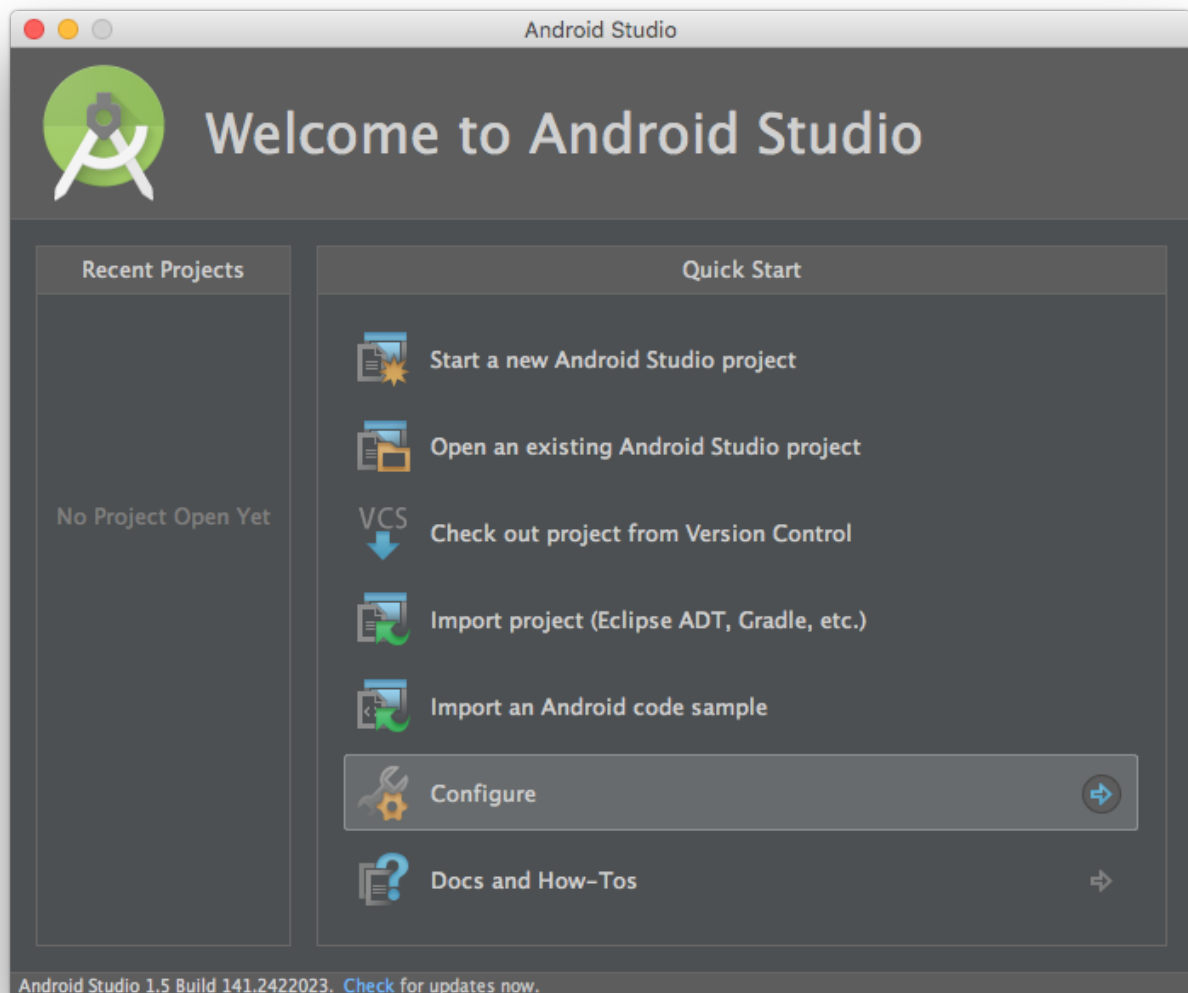 Android Studio
Welcome to Android Studio
Recent Projects
No Project Open Yet
Quick Start
Start a new Android Studio project
Open an existing Android Studio project
VCS
Check out project from Version Control
Import project (Eclipse ADT, Gradle, etc.)
Import an Android code sample
Configure
Docs and How-Tos
Android Studio 1.5 Build 141.2422023. Check for updates now.